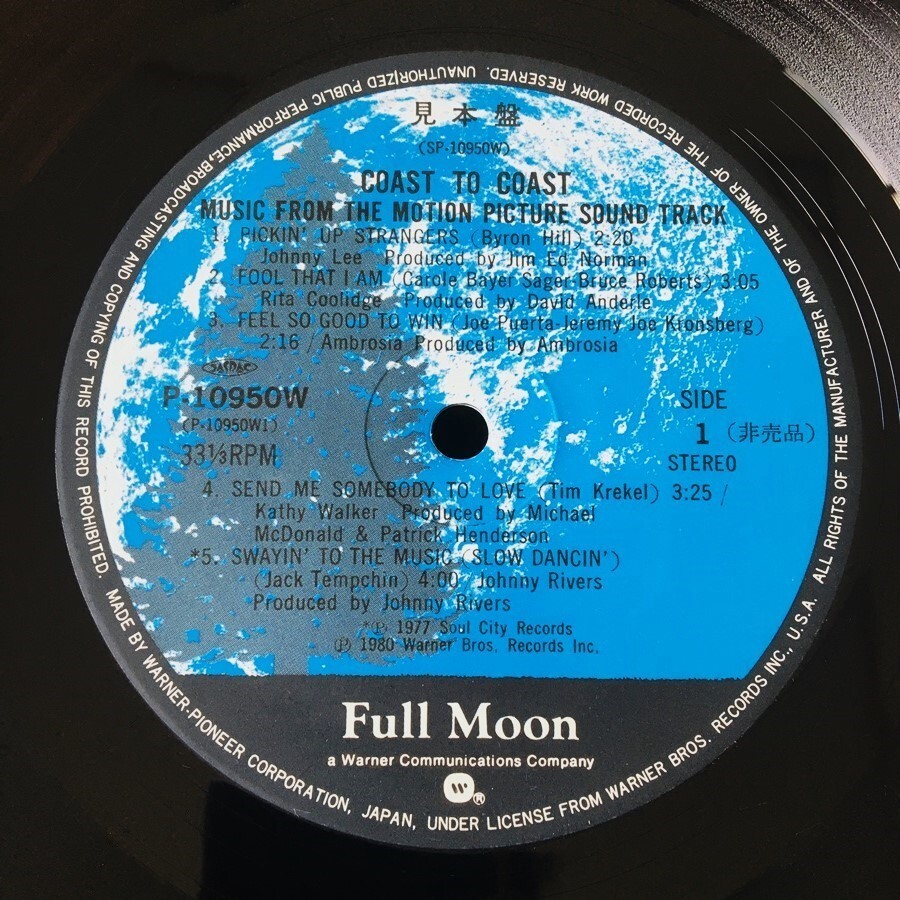 見本盤
(SP-10950W)
COAST TO COAST
MUSIC FROM THE MOTION PICTURE SOUND TRACK
1. PICKIN' UP STRANGERS (Byron Hill) 2:20
Johnny Lee Produced by Jim Ed Norman
2. FOOL THAT I AM (Carole Bayer Sager-Bruce Roberts) 3:05
Rita Coolidge Produced by David Anderle
3. FEEL SO GOOD TO WIN (Joe Puerta-Jeremy Joe Klonsberg)
2:16 / Ambrosia Produced by Ambrosia
JASRAC
P-10950W
(P-10950W1)
33⅓RPM
SIDE
1 (非売品)
STEREO
4. SEND ME SOMEBODY TO LOVE (Tim Krekel) 3:25 /
Kathy Walker Produced by Michael
McDonald & Patrick Henderson
*5. SWAYIN' TO THE MUSIC (SLOW DANCIN')
(Jack Tempchin) 4:00 Johnny Rivers
Produced by Johnny Rivers
*℗ 1977 Soul City Records
℗ 1980 Warner Bros. Records Inc.
Full Moon
a Warner Communications Company
W ®
MADE BY WARNER-PIONEER CORPORATION, JAPAN, UNDER LICENSE FROM WARNER BROS. RECORDS INC., U.S.A. ALL RIGHTS OF THE MANUFACTURER AND OF THE OWNER OF THE RECORDED WORK RESERVED. UNAUTHORIZED PUBLIC PERFORMANCE, BROADCASTING AND COPYING OF THIS RECORD PROHIBITED.